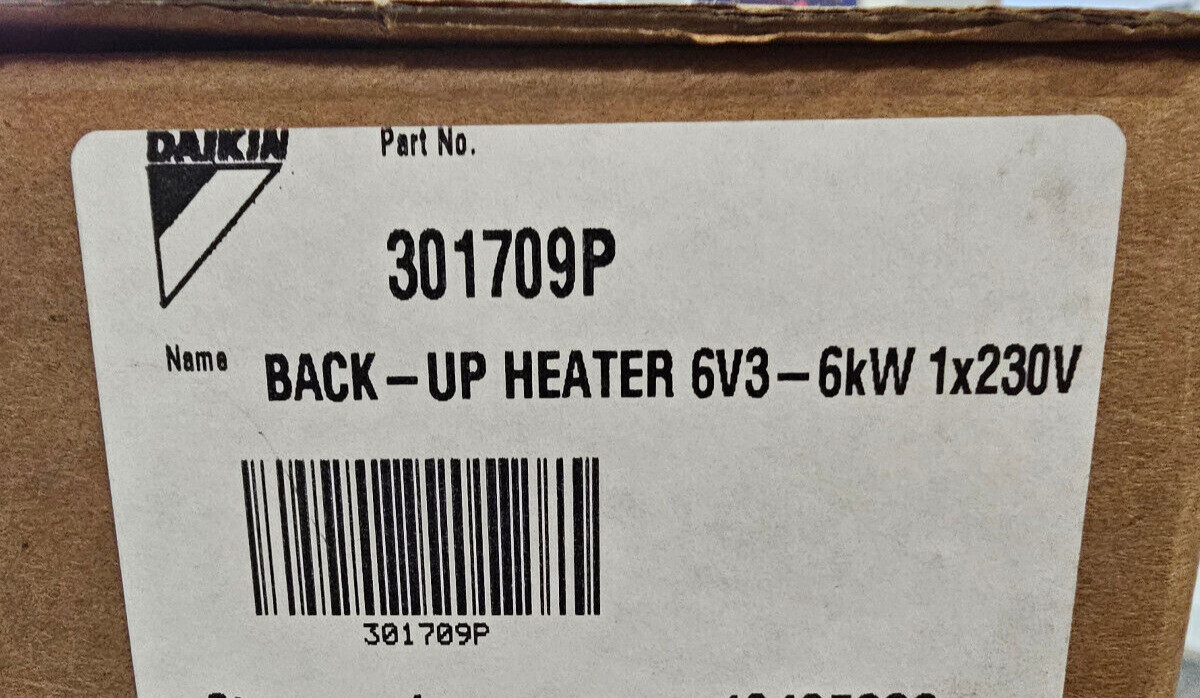 DAIKIN
Part No.
301709P
Name BACK-UP HEATER 6V3-6kW 1x230V
301709P